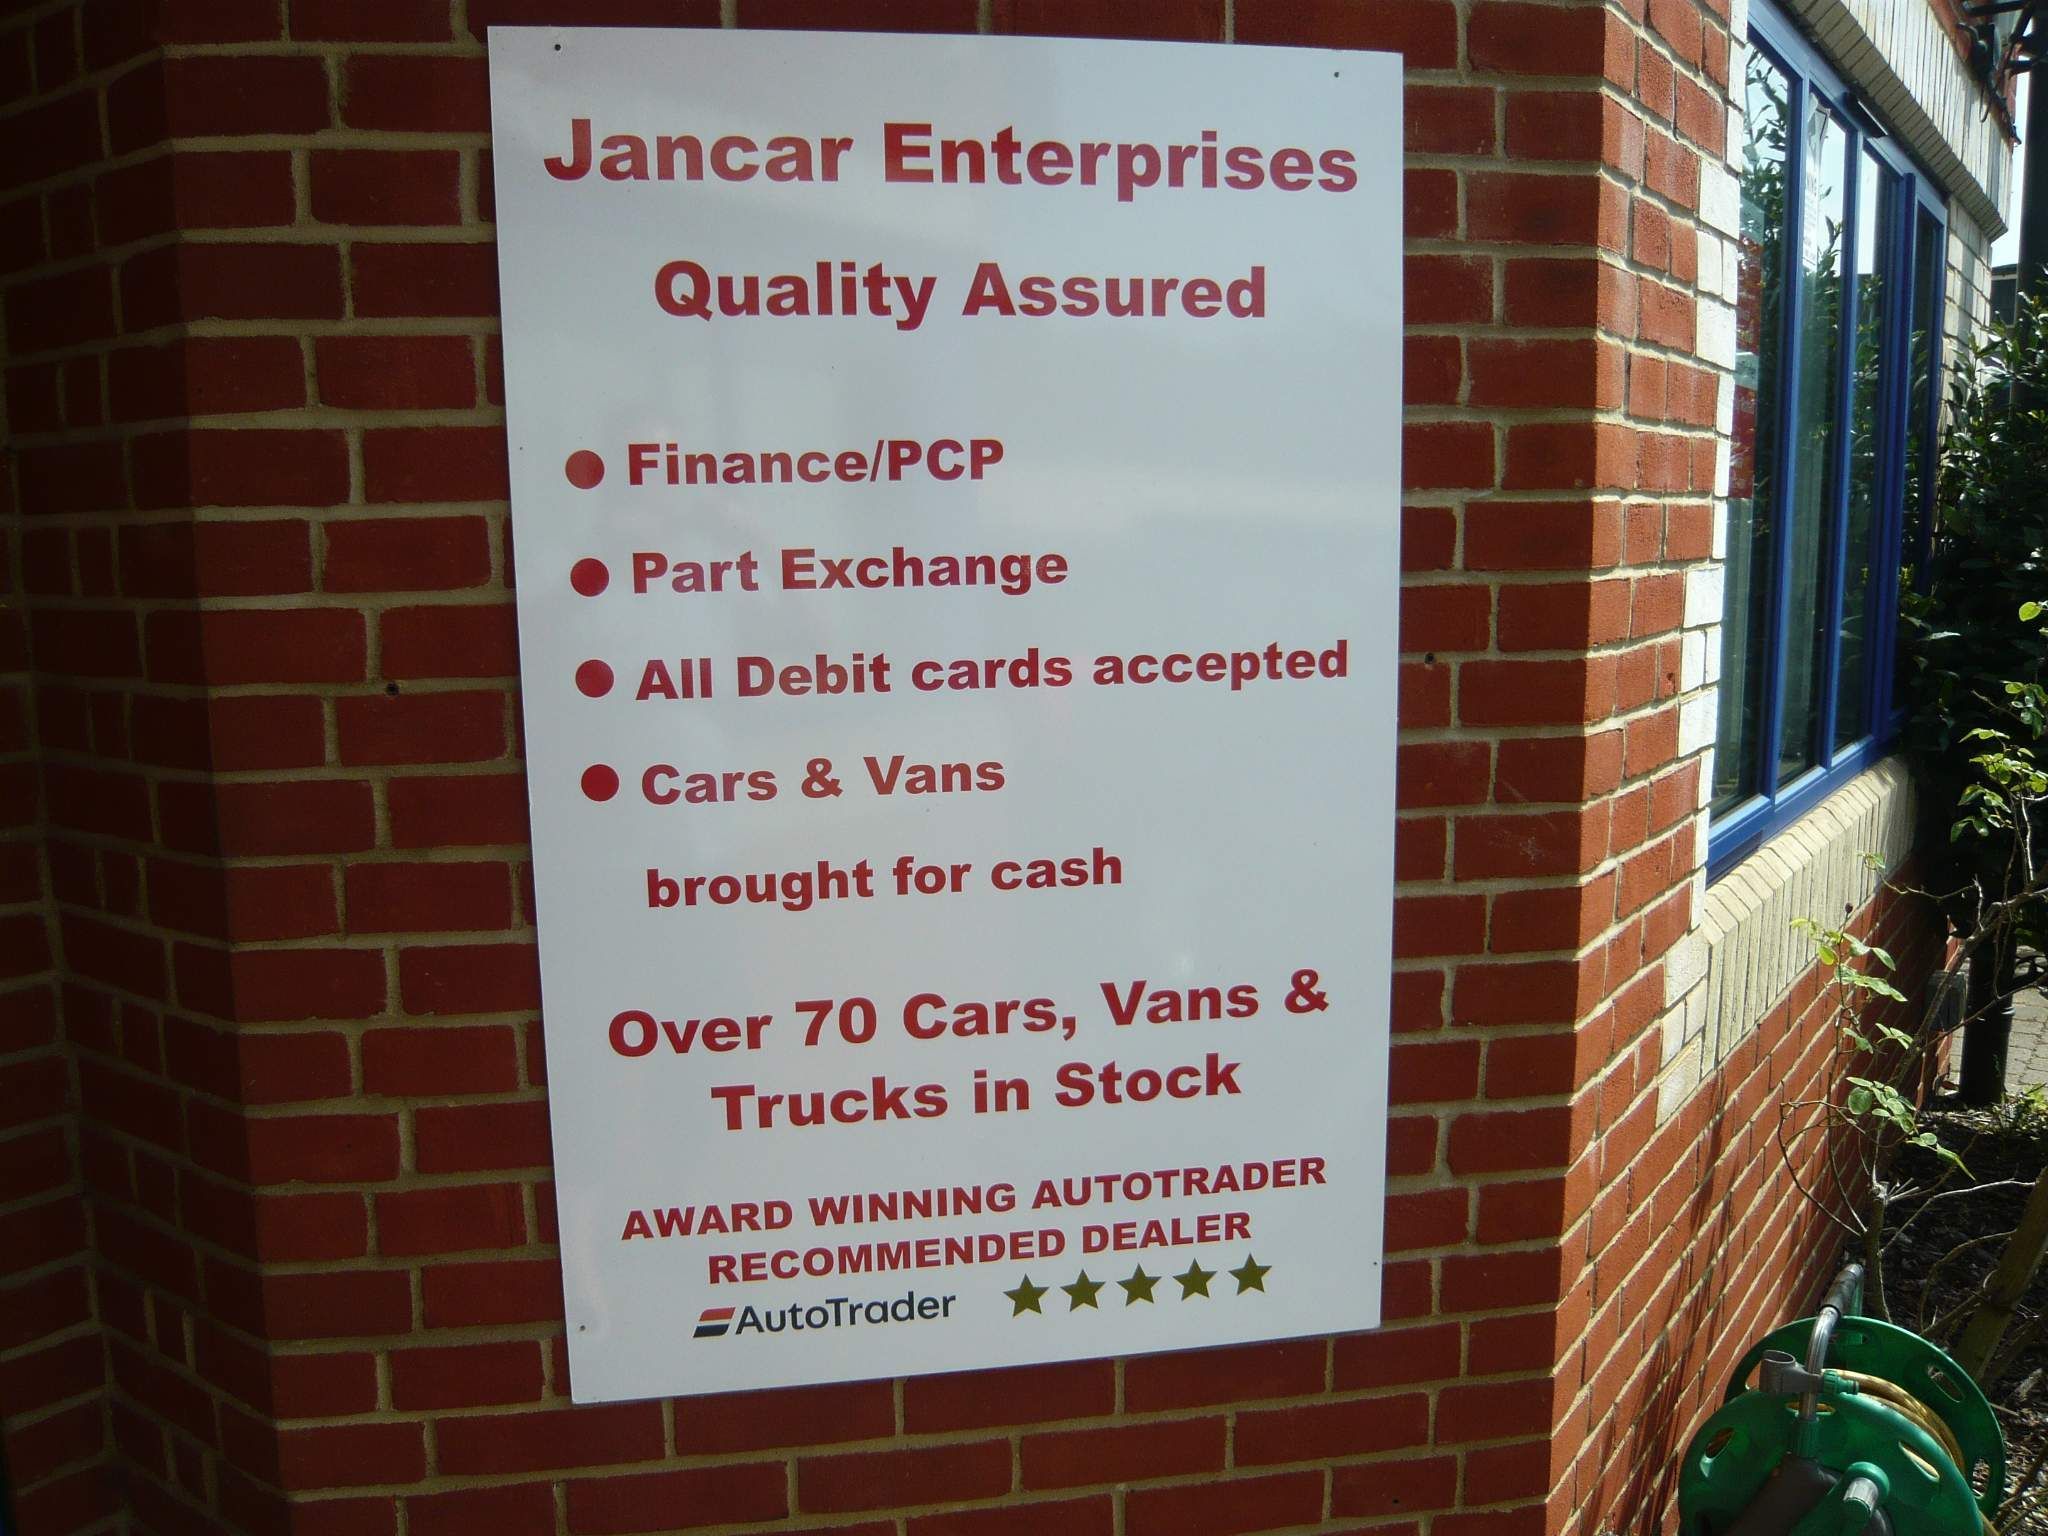 Jancar Enterprises
Quality Assured
● Finance/PCP
● Part Exchange
● All Debit cards accepted
● Cars & Vans
brought for cash
Over 70 Cars, Vans &
Trucks in Stock
AWARD WINNING AUTOTRADER
RECOMMENDED DEALER
AutoTrader ★★★★★